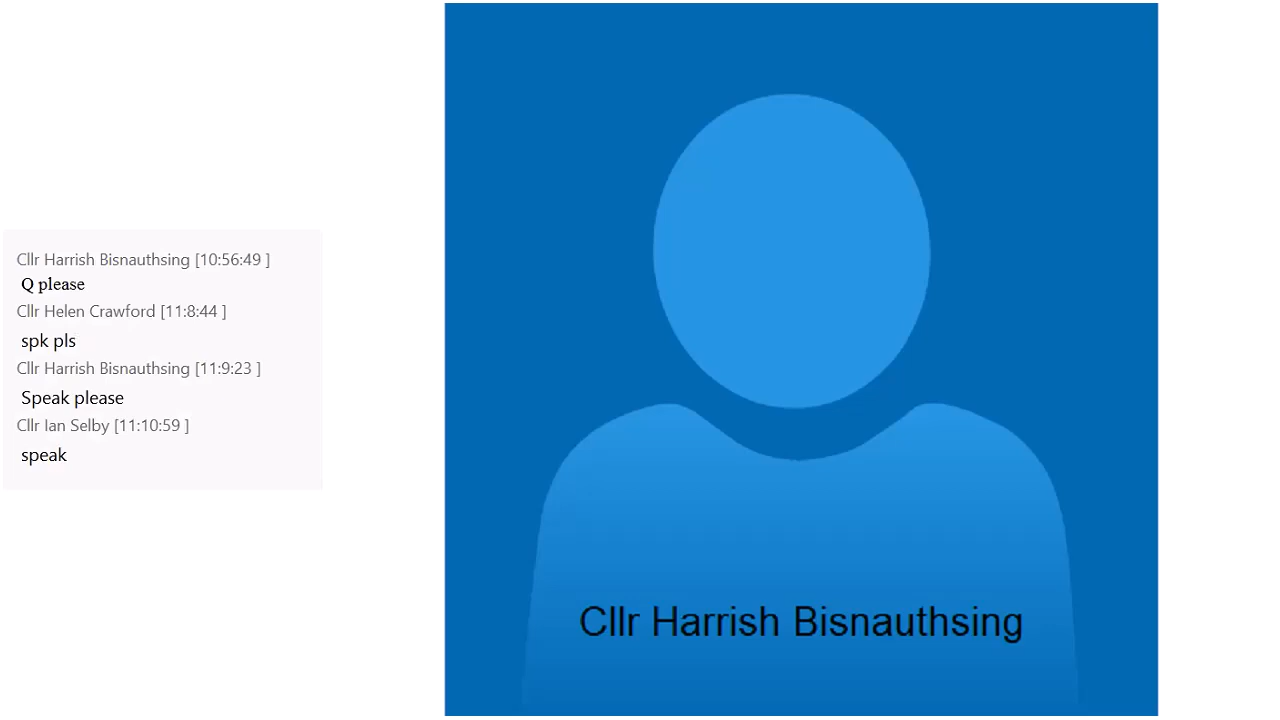 Cllr Harrish Bisnauthsing [10:56:49 ]
Q please
Cllr Helen Crawford [11:8:44 ]
spk pls
Cllr Harrish Bisnauthsing [11:9:23 ]
Speak please
Cllr Ian Selby [11:10:59 ]
speak
Cllr Harrish Bisnauthsing